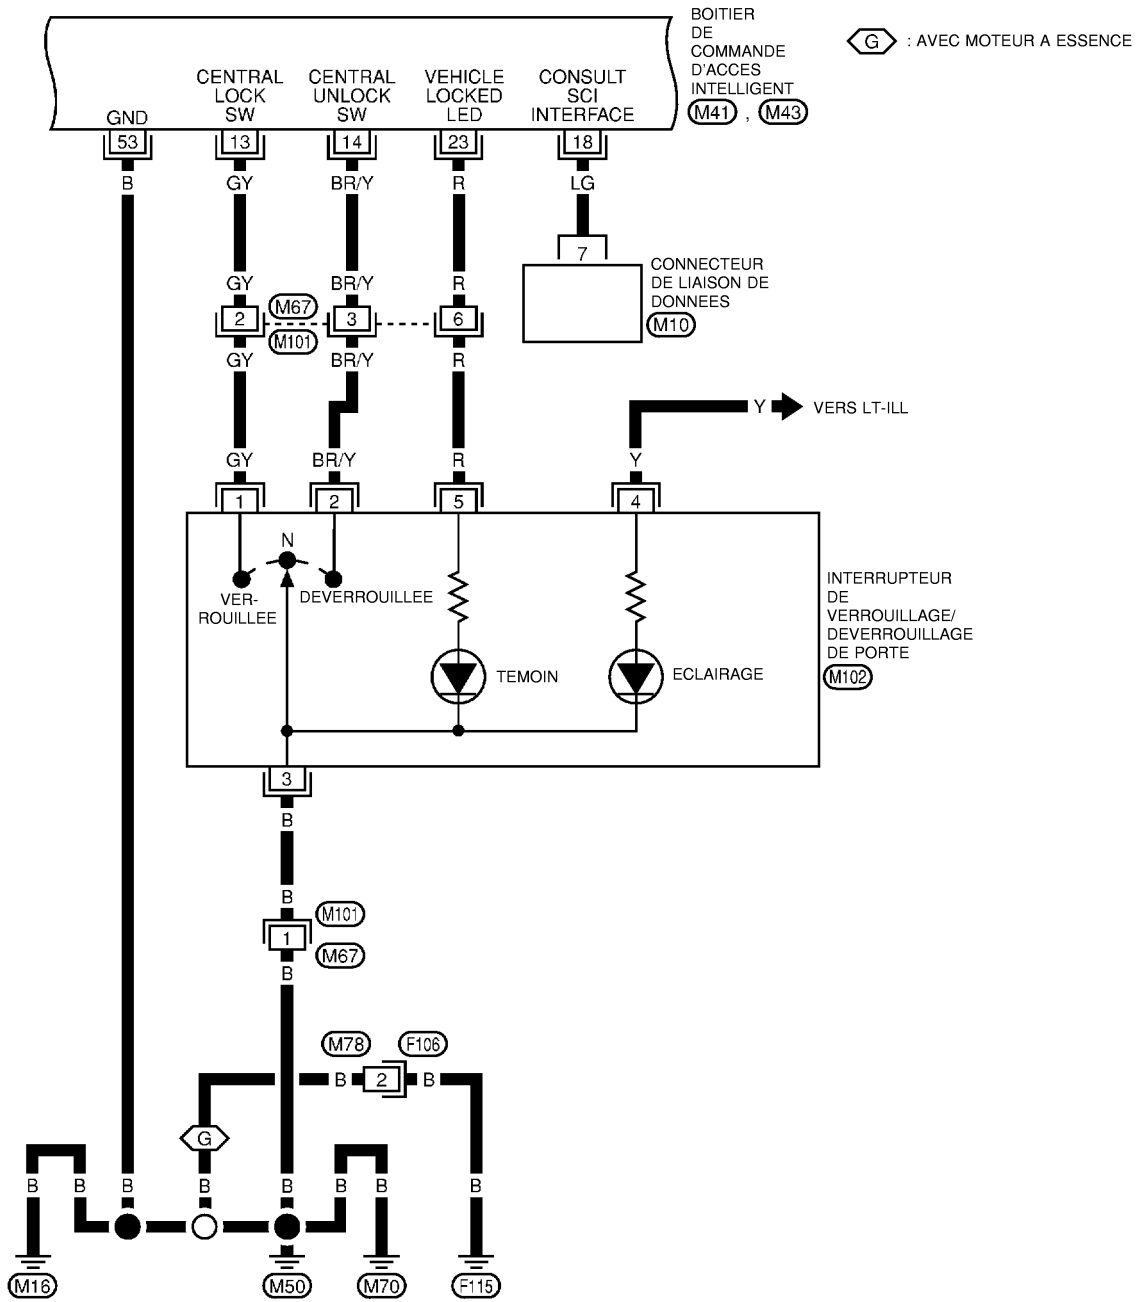 BOITIER
DE
COMMANDE
D'ACCES
INTELLIGENT
M41 , M43
G : AVEC MOTEUR A ESSENCE
GND
CENTRAL
LOCK
SW
CENTRAL
UNLOCK
SW
VEHICLE
LOCKED
LED
CONSULT
SCI
INTERFACE
53 13 14 23 18
B GY BR/Y R LG
7
CONNECTEUR
DE LIAISON DE
DONNEES
M10
GY BR/Y R
2 M67 3 6
M101
GY BR/Y R
Y VERS LT-ILL
GY BR/Y R Y
1 2 5 4
N
VER-
ROUILLEE
DEVERROUILLEE
TEMOIN
ECLAIRAGE
INTERRUPTEUR
DE
VERROUILLAGE/
DEVERROUILLAGE
DE PORTE
M102
3
B
B
M101
1
M67
B
M78 F106
B 2 B
G
B B B B B B B B
M16 M50 M70 F115